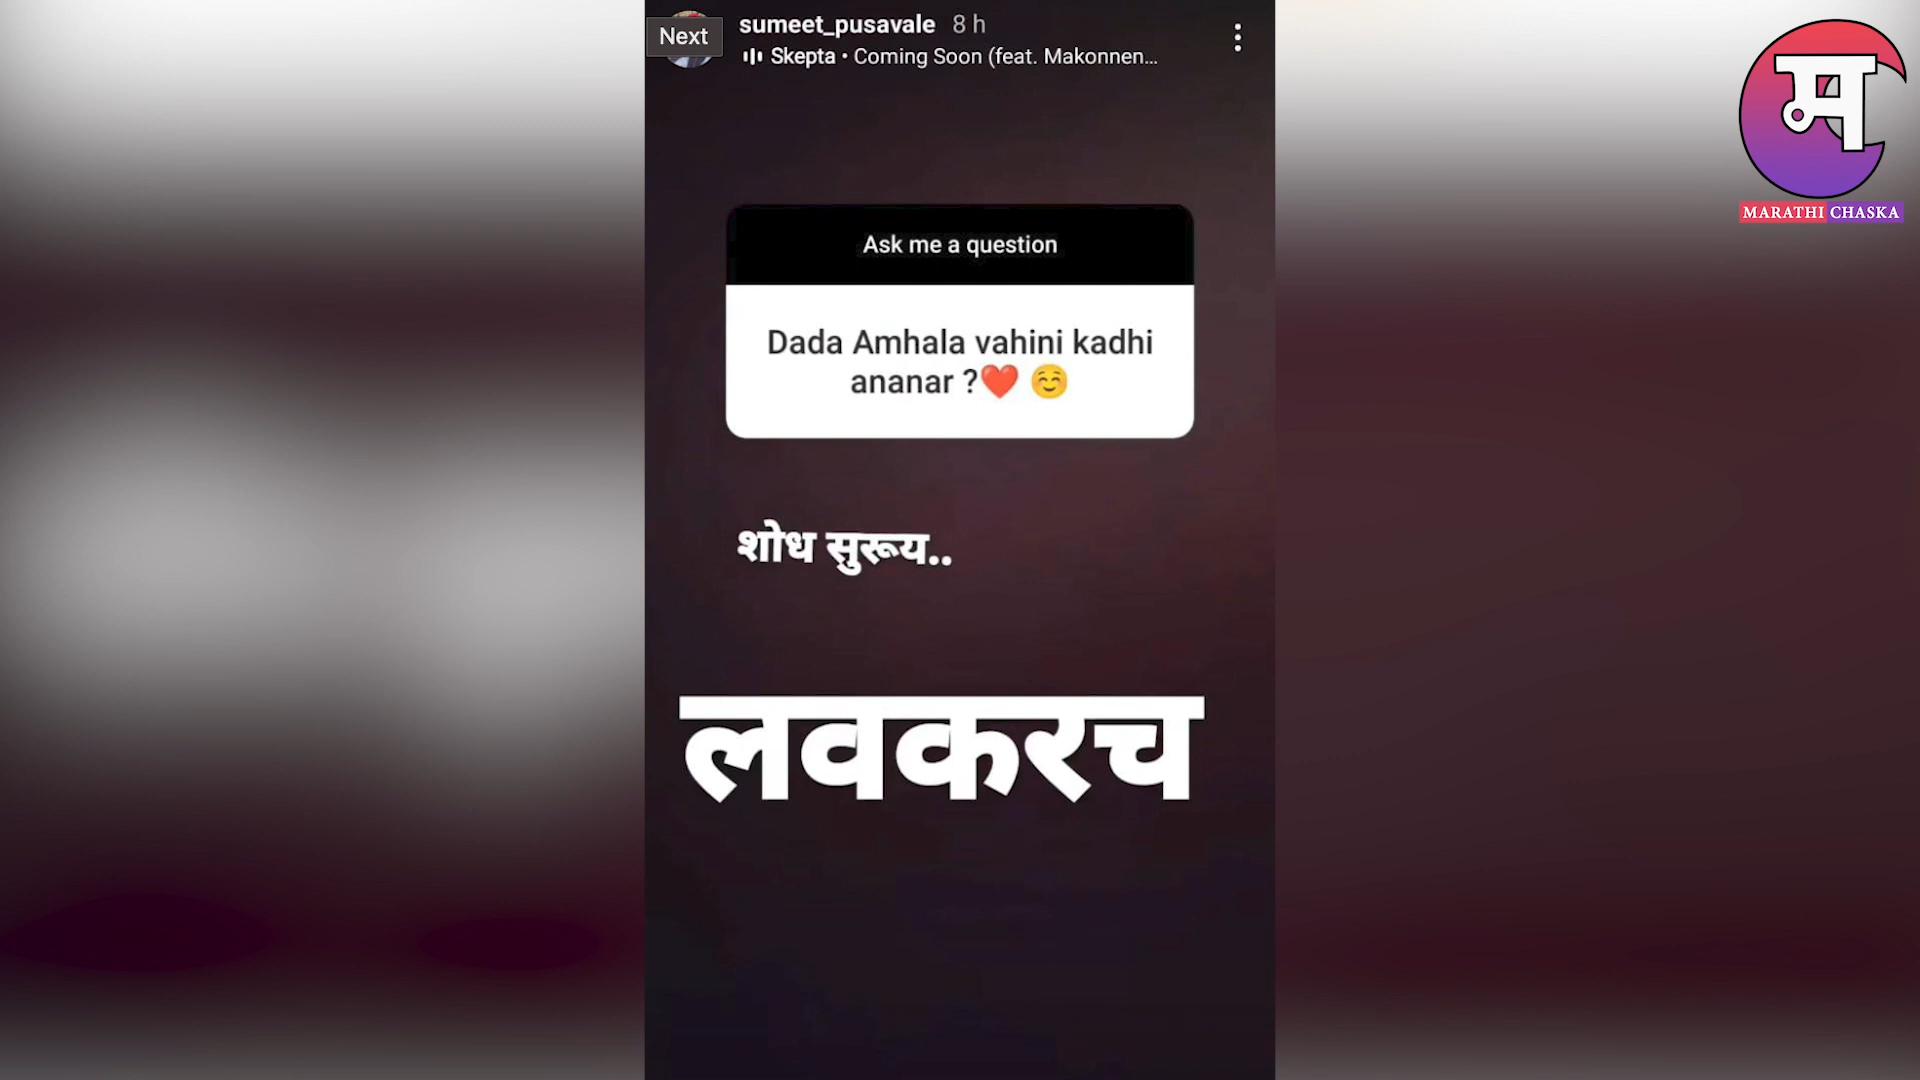 Next
sumeet_pusavale 8 h
Skepta • Coming Soon (feat. Makonnen...
Ask me a question
Dada Amhala vahini kadhi
ananar ?❤️ ☺️
शोध सुरूय..
लवकरच
म
MARATHI CHASKA